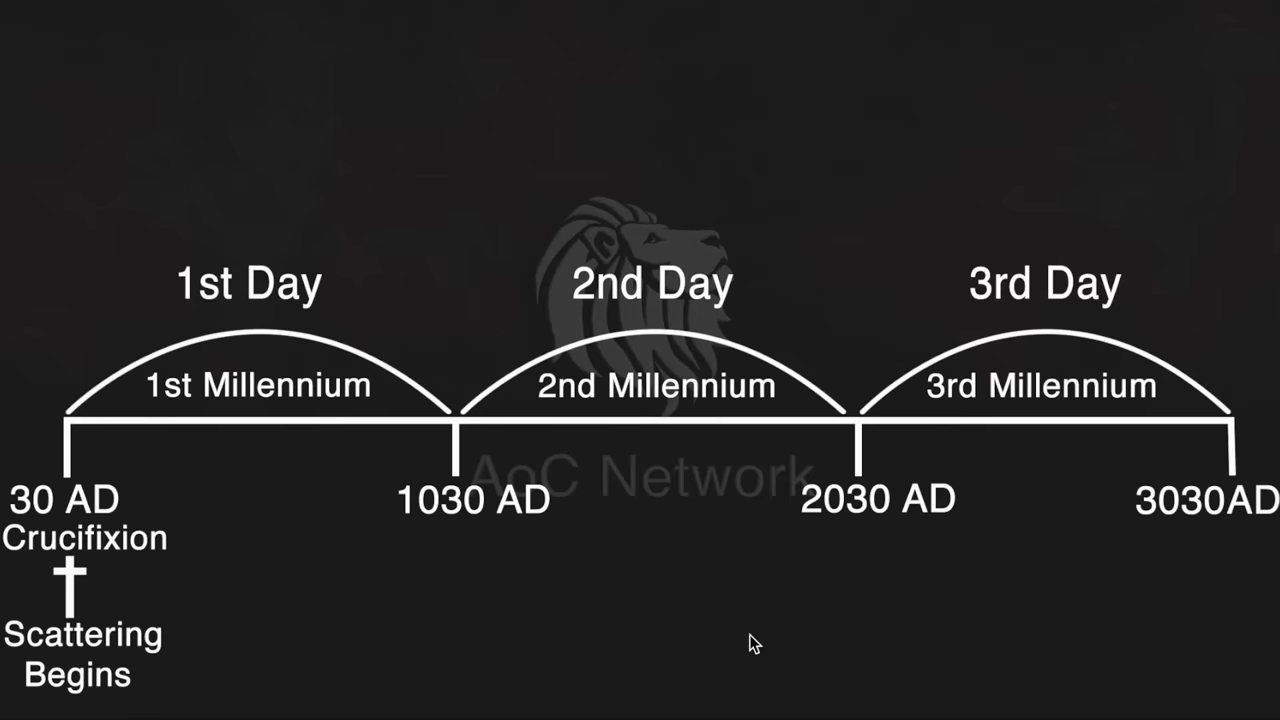 1st Day
2nd Day
3rd Day
1st Millennium
2nd Millennium
3rd Millennium
AoC Network
30 AD
1030 AD
2030 AD
3030AD
Crucifixion
Scattering
Begins